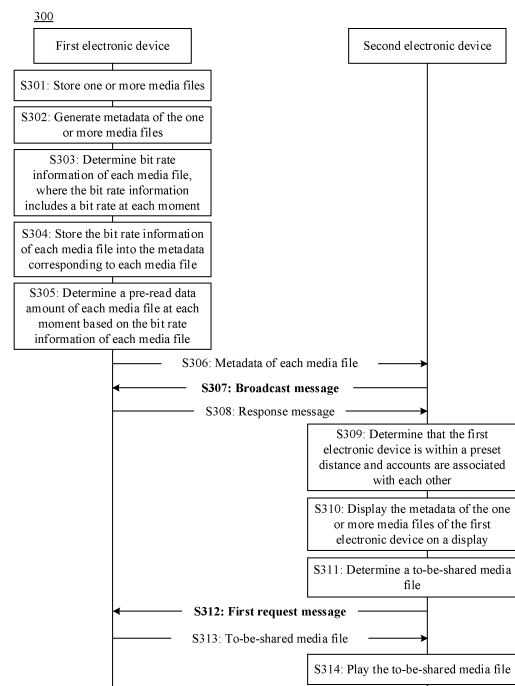 300
First electronic device
Second electronic device
S301: Store one or more media files
S302: Generate metadata of the one
or more media files
S303: Determine bit rate
information of each media file,
where the bit rate information
includes a bit rate at each moment
S304: Store the bit rate information
of each media file into the metadata
corresponding to each media file
S305: Determine a pre-read data
amount of each media file at each
moment based on the bit rate
information of each media file
S306: Metadata of each media file
S307: Broadcast message
S308: Response message
S309: Determine that the first
electronic device is within a preset
distance and accounts are associated
with each other
S310: Display the metadata of the one
or more media files of the first
electronic device on a display
S311: Determine a to-be-shared media
file
S312: First request message
S313: To-be-shared media file
S314: Play the to-be-shared media file